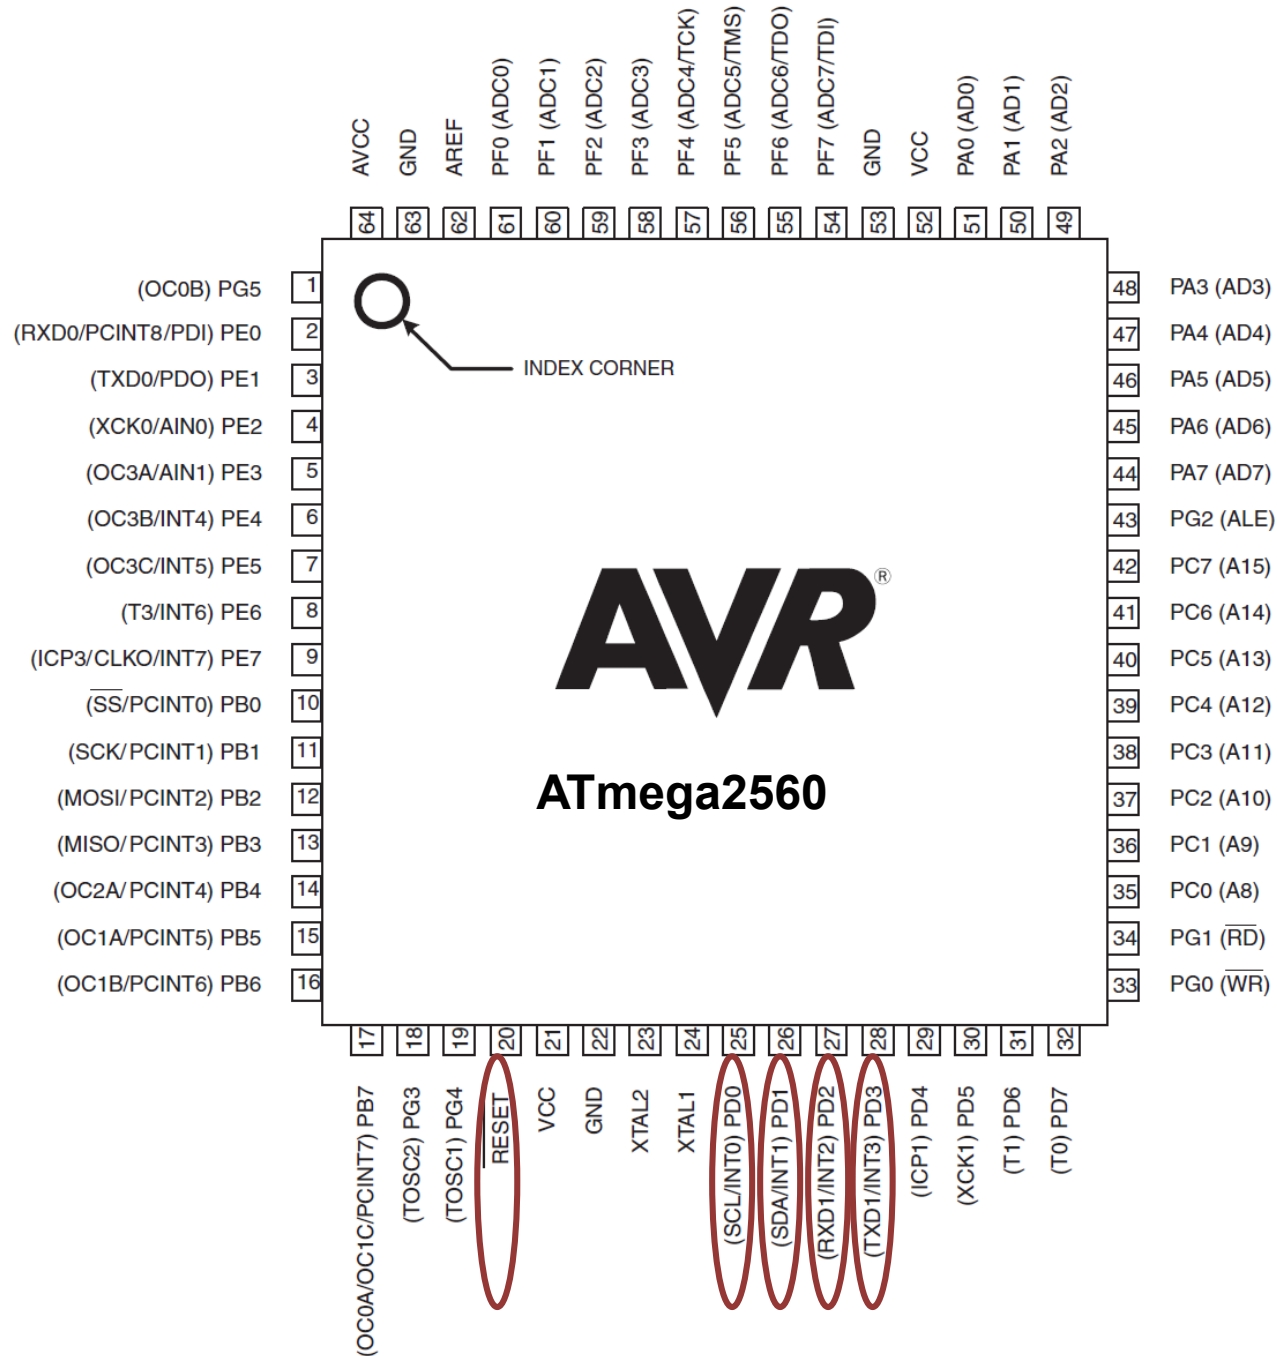 AVCC
GND
AREF
PF0 (ADC0)
PF1 (ADC1)
PF2 (ADC2)
PF3 (ADC3)
PF4 (ADC4/TCK)
PF5 (ADC5/TMS)
PF6 (ADC6/TDO)
PF7 (ADC7/TDI)
GND
VCC
PA0 (AD0)
PA1 (AD1)
PA2 (AD2)
64
63
62
61
60
59
58
57
56
55
54
53
52
51
50
49
(OC0B) PG5 1
(RXD0/PCINT8/PDI) PE0 2
(TXD0/PDO) PE1 3
(XCK0/AIN0) PE2 4
(OC3A/AIN1) PE3 5
(OC3B/INT4) PE4 6
(OC3C/INT5) PE5 7
(T3/INT6) PE6 8
(ICP3/CLKO/INT7) PE7 9
(SS/PCINT0) PB0 10
(SCK/PCINT1) PB1 11
(MOSI/PCINT2) PB2 12
(MISO/PCINT3) PB3 13
(OC2A/PCINT4) PB4 14
(OC1A/PCINT5) PB5 15
(OC1B/PCINT6) PB6 16
INDEX CORNER
AVR®
ATmega2560
48 PA3 (AD3)
47 PA4 (AD4)
46 PA5 (AD5)
45 PA6 (AD6)
44 PA7 (AD7)
43 PG2 (ALE)
42 PC7 (A15)
41 PC6 (A14)
40 PC5 (A13)
39 PC4 (A12)
38 PC3 (A11)
37 PC2 (A10)
36 PC1 (A9)
35 PC0 (A8)
34 PG1 (RD)
33 PG0 (WR)
17
18
19
20
21
22
23
24
25
26
27
28
29
30
31
32
(OC0A/OC1C/PCINT7) PB7
(TOSC2) PG3
(TOSC1) PG4
RESET
VCC
GND
XTAL2
XTAL1
(SCL/INT0) PD0
(SDA/INT1) PD1
(RXD1/INT2) PD2
(TXD1/INT3) PD3
(ICP1) PD4
(XCK1) PD5
(T1) PD6
(T0) PD7